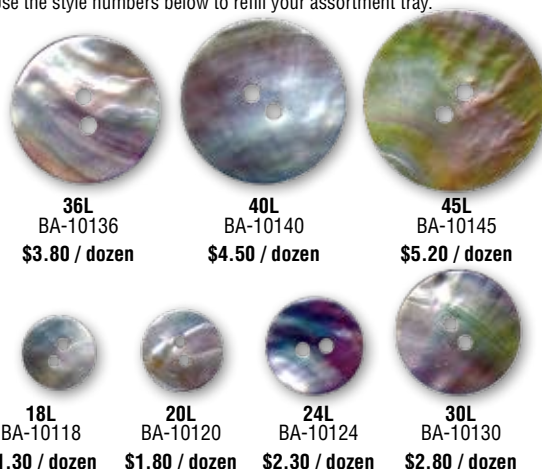 use the style numbers below to refill your assortment tray.
36L
BA-10136
$3.80 / dozen
40L
BA-10140
$4.50 / dozen
45L
BA-10145
$5.20 / dozen
18L
BA-10118
1.30 / dozen
20L
BA-10120
$1.80 / dozen
24L
BA-10124
$2.30 / dozen
30L
BA-10130
$2.80 / dozen